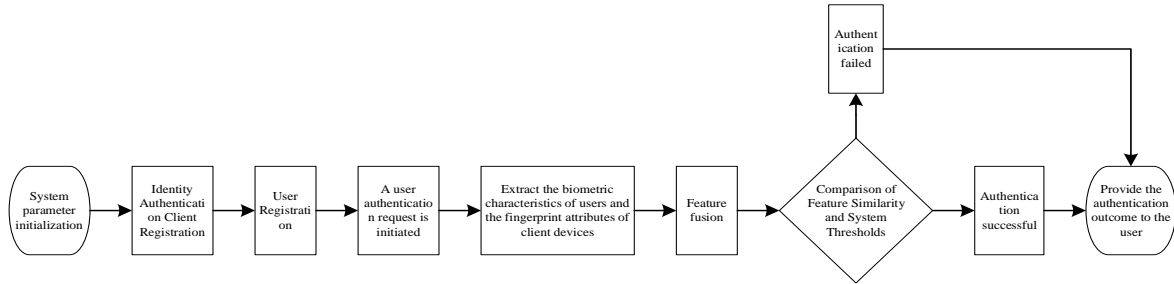 System
parameter
initialization
Identity
Authenticati
on Client
Registration
User
Registrati
on
A user
authenticatio
n request is
initiated
Extract the biometric
characteristics of users and
the fingerprint attributes of
client devices
Feature
fusion
Comparison of
Feature Similarity
and System
Thresholds
Authent
ication
failed
Authentica
tion
successful
Provide the
authentication
outcome to the
user